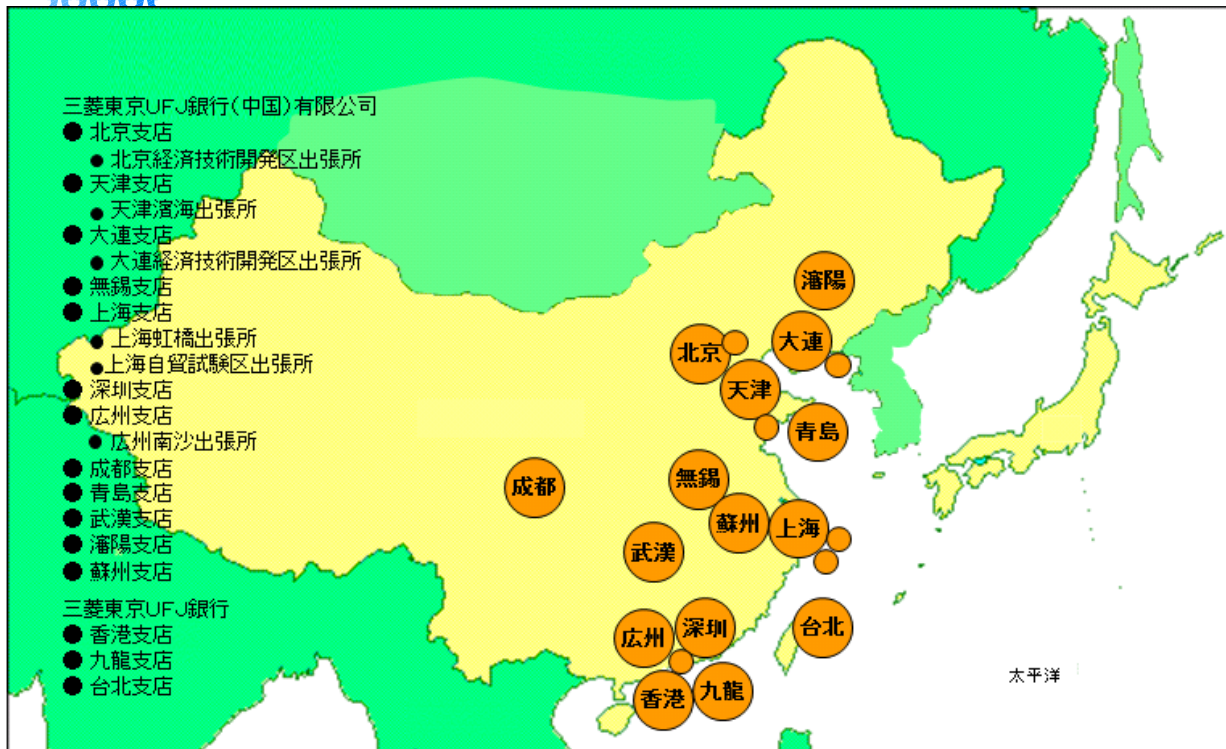 三菱東京UFJ銀行(中国)有限公司
●北京支店
●北京経済技術開発区出張所
●天津支店
●天津濱海出張所
●大連支店
●大連経済技術開発区出張所
●無錫支店
●上海支店
●上海虹橋出張所
●上海自貿試験区出張所
●深圳支店
●広州支店
●広州南沙出張所
●成都支店
●青島支店
●武漢支店
●瀋陽支店
●蘇州支店
三菱東京UFJ銀行
●香港支店
●九龍支店
●台北支店
瀋陽
大連
北京
天津
青島
無錫
成都
蘇州
上海
武漢
広州
深圳
台北
香港
九龍
太平洋